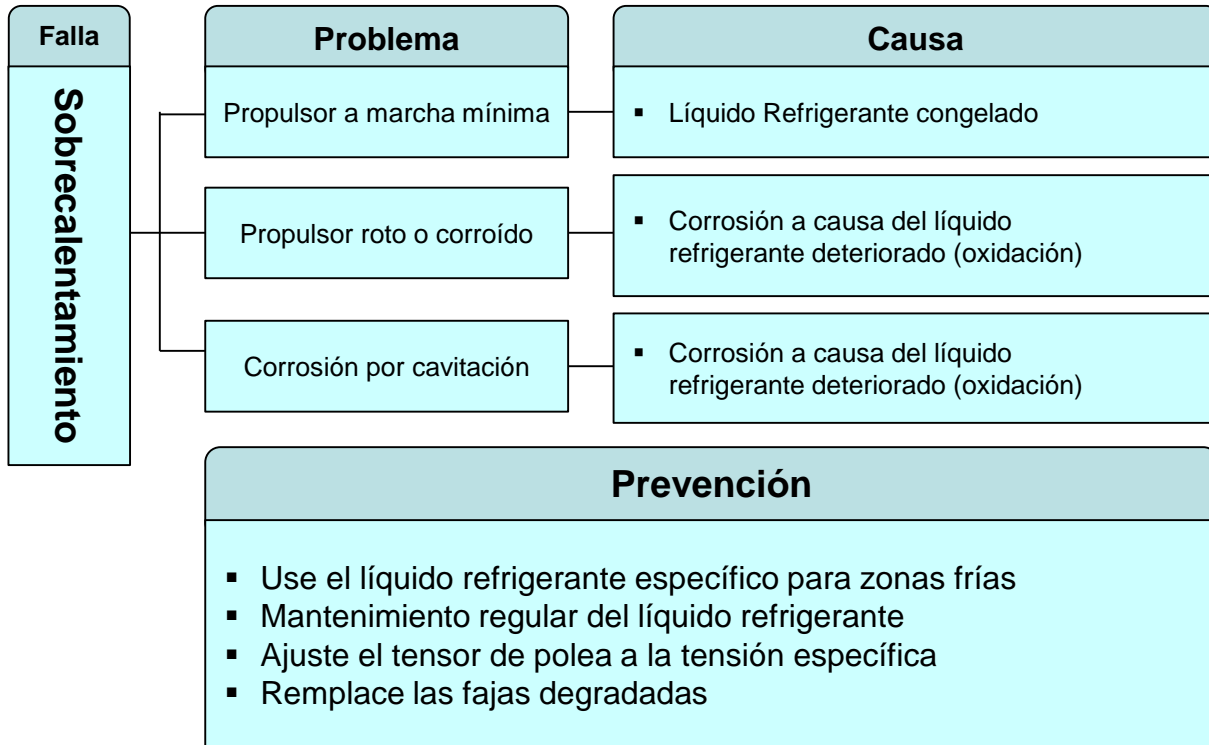 Falla
Problema
Causa
Sobrecalentamiento
Propulsor a marcha mínima
▪ Líquido Refrigerante congelado
Propulsor roto o corroído
▪ Corrosión a causa del líquido
refrigerante deteriorado (oxidación)
Corrosión por cavitación
▪ Corrosión a causa del líquido
refrigerante deteriorado (oxidación)
Prevención
▪ Use el líquido refrigerante específico para zonas frías
▪ Mantenimiento regular del líquido refrigerante
▪ Ajuste el tensor de polea a la tensión específica
▪ Remplace las fajas degradadas